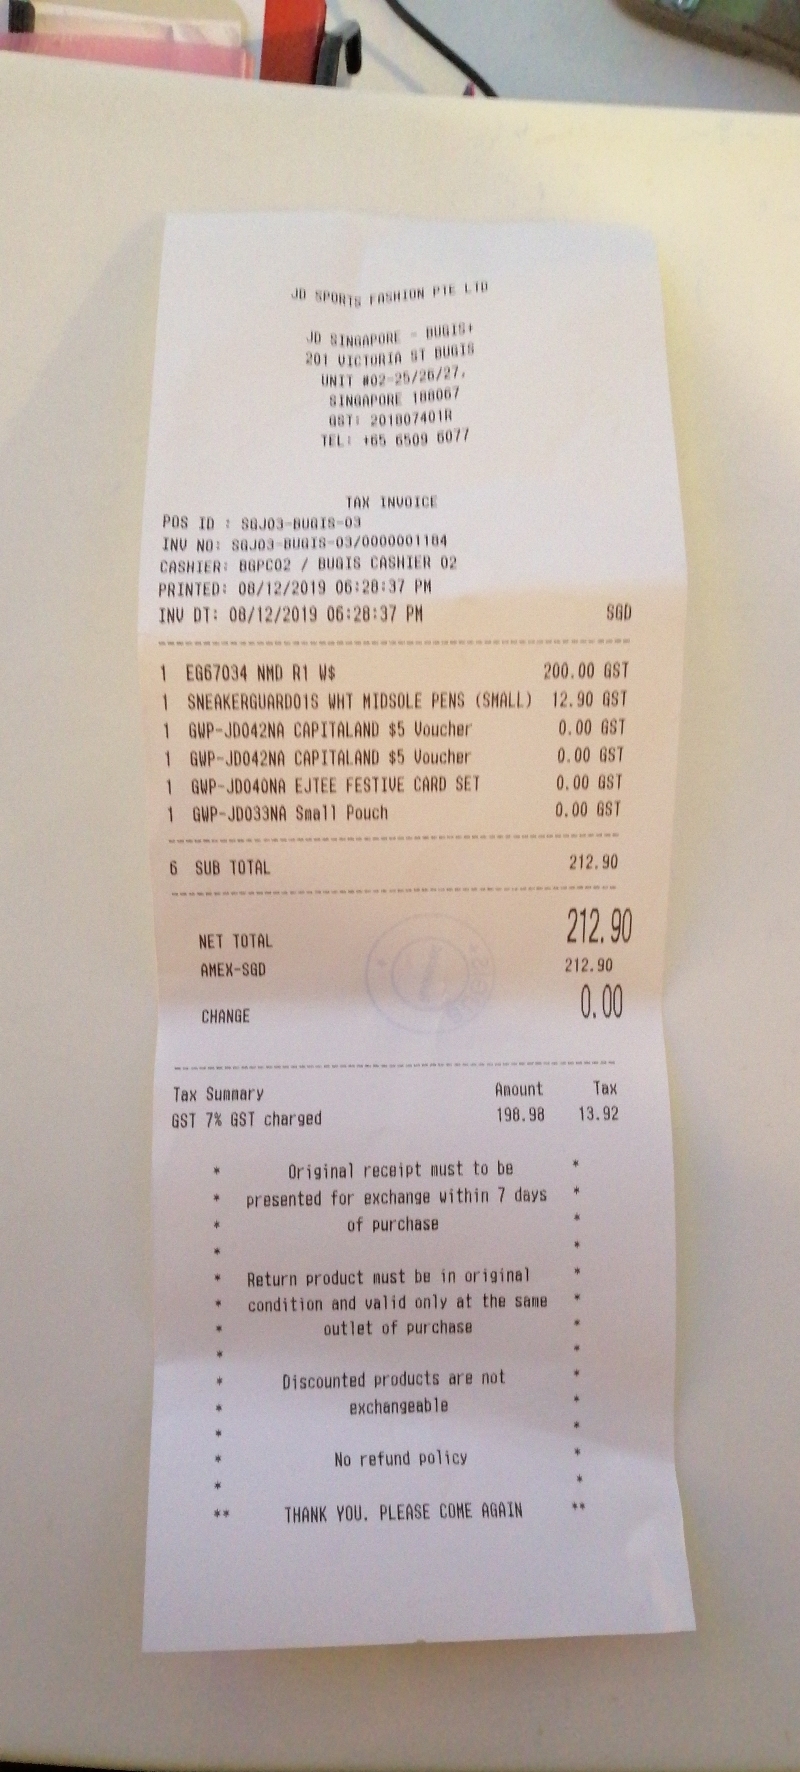 JD SPORTS FASHION PTE LTD
JD SINGAPORE - BUGIS+
201 VICTORIA ST BUGIS
UNIT #02-25/26/27,
SINGAPORE 188067
GST: 201807401R
TEL: +65 6509 6077
TAX INVOICE
POS ID : SGJ03-BUGIS-03
INV NO: SGJ03-BUGIS-03/0000001184
CASHIER: BGPC02 / BUGIS CASHIER 02
PRINTED: 08/12/2019 06:28:37 PM
INV DT: 08/12/2019 06:28:37 PM SGD
1 EG67034 NMD R1 W$ 200.00 GST
1 SNEAKERGUARD01S WHT MIDSOLE PENS (SMALL) 12.90 GST
1 GWP-JD042NA CAPITALAND $5 Voucher 0.00 GST
1 GWP-JD042NA CAPITALAND $5 Voucher 0.00 GST
1 GWP-JD040NA EJTEE FESTIVE CARD SET 0.00 GST
1 GWP-JD033NA Small Pouch 0.00 GST
6 SUB TOTAL 212.90
NET TOTAL 212.90
AMEX-SGD 212.90
CHANGE 0.00
Tax Summary Amount Tax
GST 7% GST charged 198.98 13.92
* Original receipt must to be *
* presented for exchange within 7 days *
* of purchase *
* *
* Return product must be in original *
* condition and valid only at the same *
* outlet of purchase *
* *
* Discounted products are not *
* exchangeable *
* *
* No refund policy *
* *
** THANK YOU. PLEASE COME AGAIN **